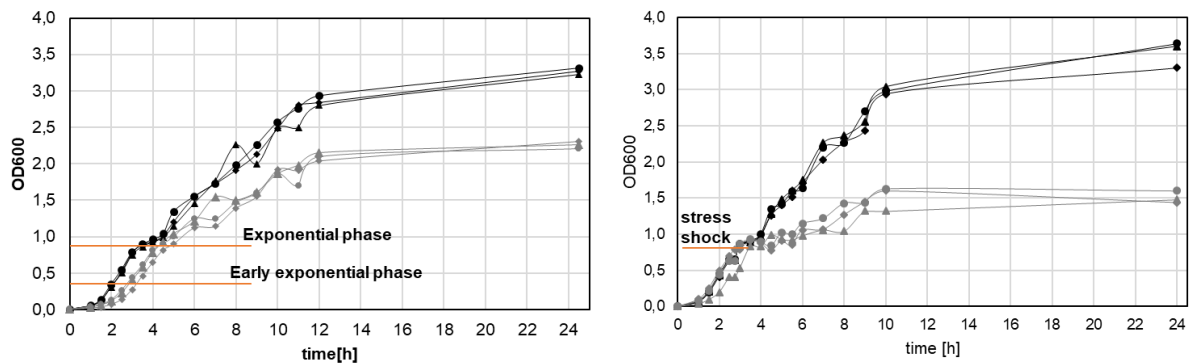 4,0
3,5
3,0
2,5
2,0
1,5
1,0
0,5
0,0
OD600
Exponential phase
Early exponential phase
0 2 4 6 8 10 12 14 16 18 20 22 24
time[h]
4,0
3,5
3,0
2,5
2,0
1,5
1,0
0,5
0,0
OD600
stress
shock
0 2 4 6 8 10 12 14 16 18 20 22 24
time [h]